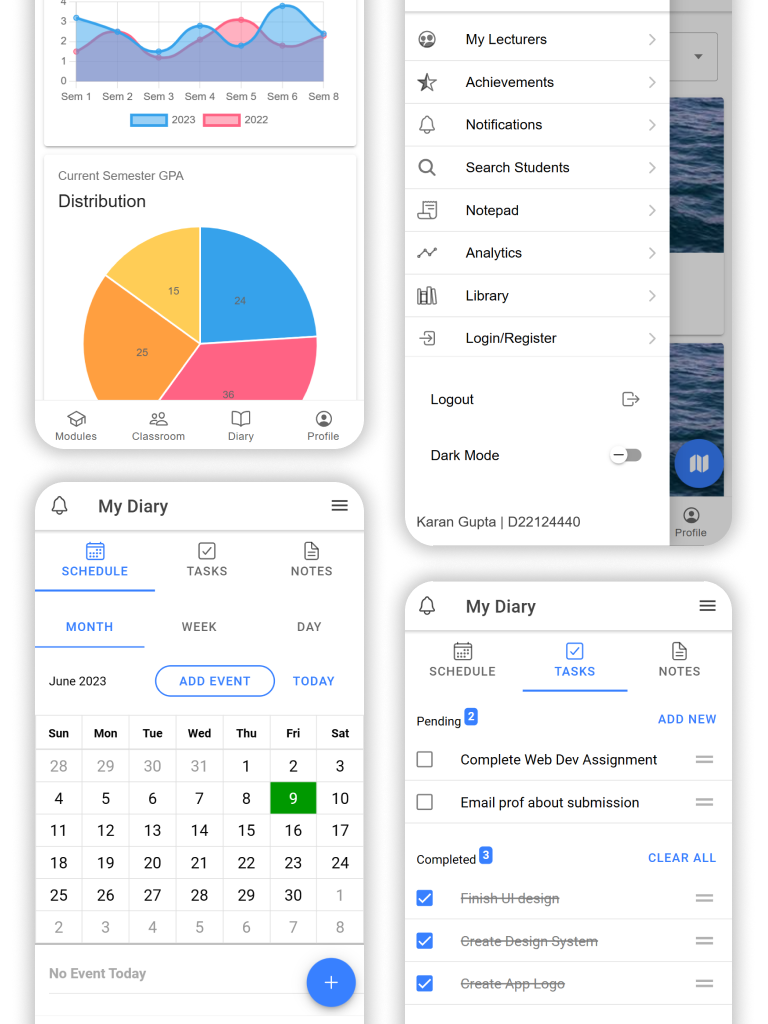 4
3
2
1
0
Sem 1 Sem 2 Sem 3 Sem 4 Sem 5 Sem 6 Sem 8
2023 2022
Current Semester GPA
Distribution
15
24
25
36
Modules Classroom Diary Profile
My Lecturers
Achievements
Notifications
Search Students
Notepad
Analytics
Library
Login/Register
Logout
Dark Mode
Karan Gupta | D22124440
Profile
My Diary
SCHEDULE TASKS NOTES
MONTH WEEK DAY
June 2023 ADD EVENT TODAY
Sun Mon Tue Wed Thu Fri Sat
28 29 30 31 1 2 3
4 5 6 7 8 9 10
11 12 13 14 15 16 17
18 19 20 21 22 23 24
25 26 27 28 29 30 1
2 3 4 5 6 7 8
No Event Today
My Diary
SCHEDULE TASKS NOTES
Pending 2 ADD NEW
Complete Web Dev Assignment
Email prof about submission
Completed 3 CLEAR ALL
Finish UI design
Create Design System
Create App Logo